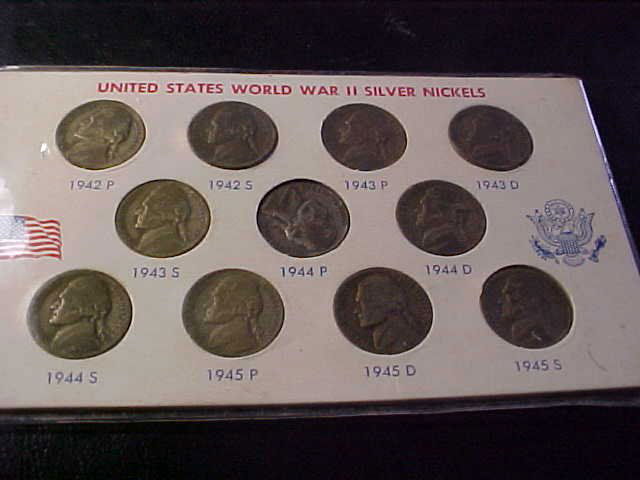 UNITED STATES WORLD WAR II SILVER NICKELS
1942 P 1942 S 1943 P 1943 D
1943 S 1944 P 1944 D
1944 S 1945 P 1945 D 1945 S